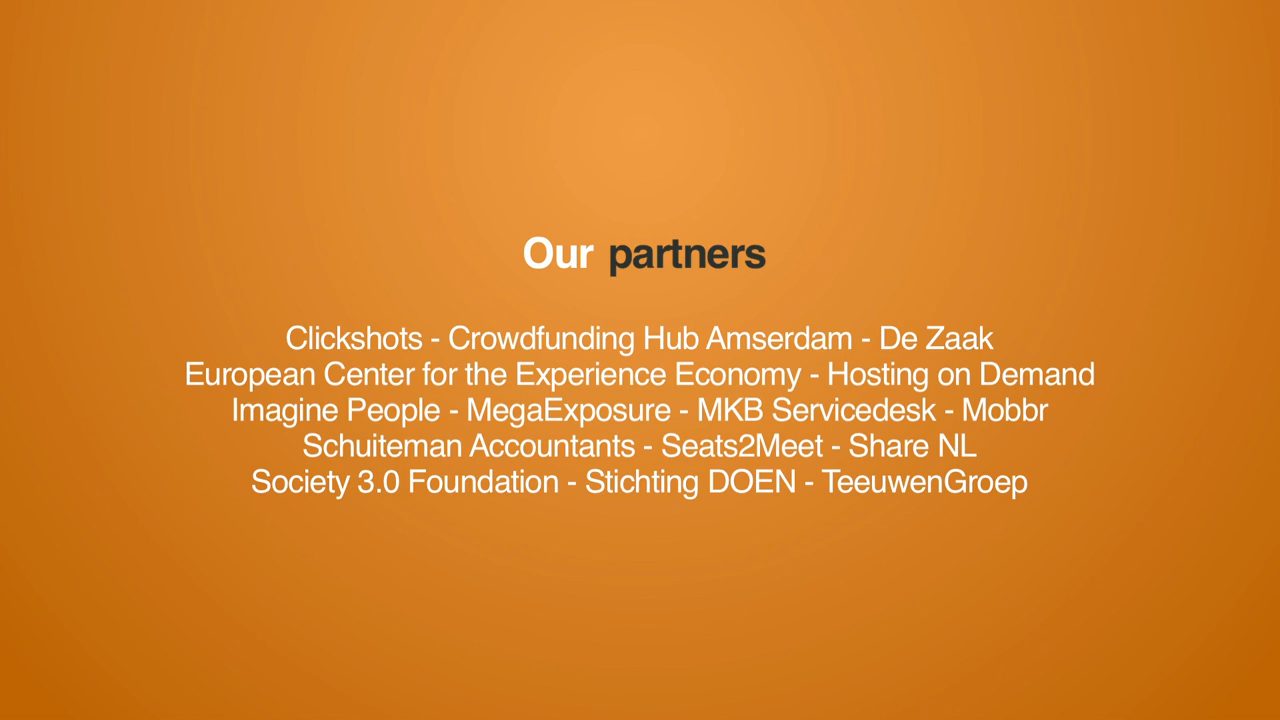 Our partners
Clickshots - Crowdfunding Hub Amserdam - De Zaak
European Center for the Experience Economy - Hosting on Demand
Imagine People - MegaExposure - MKB Servicedesk - Mobbr
Schuiteman Accountants - Seats2Meet - Share NL
Society 3.0 Foundation - Stichting DOEN - TeeuwenGroep